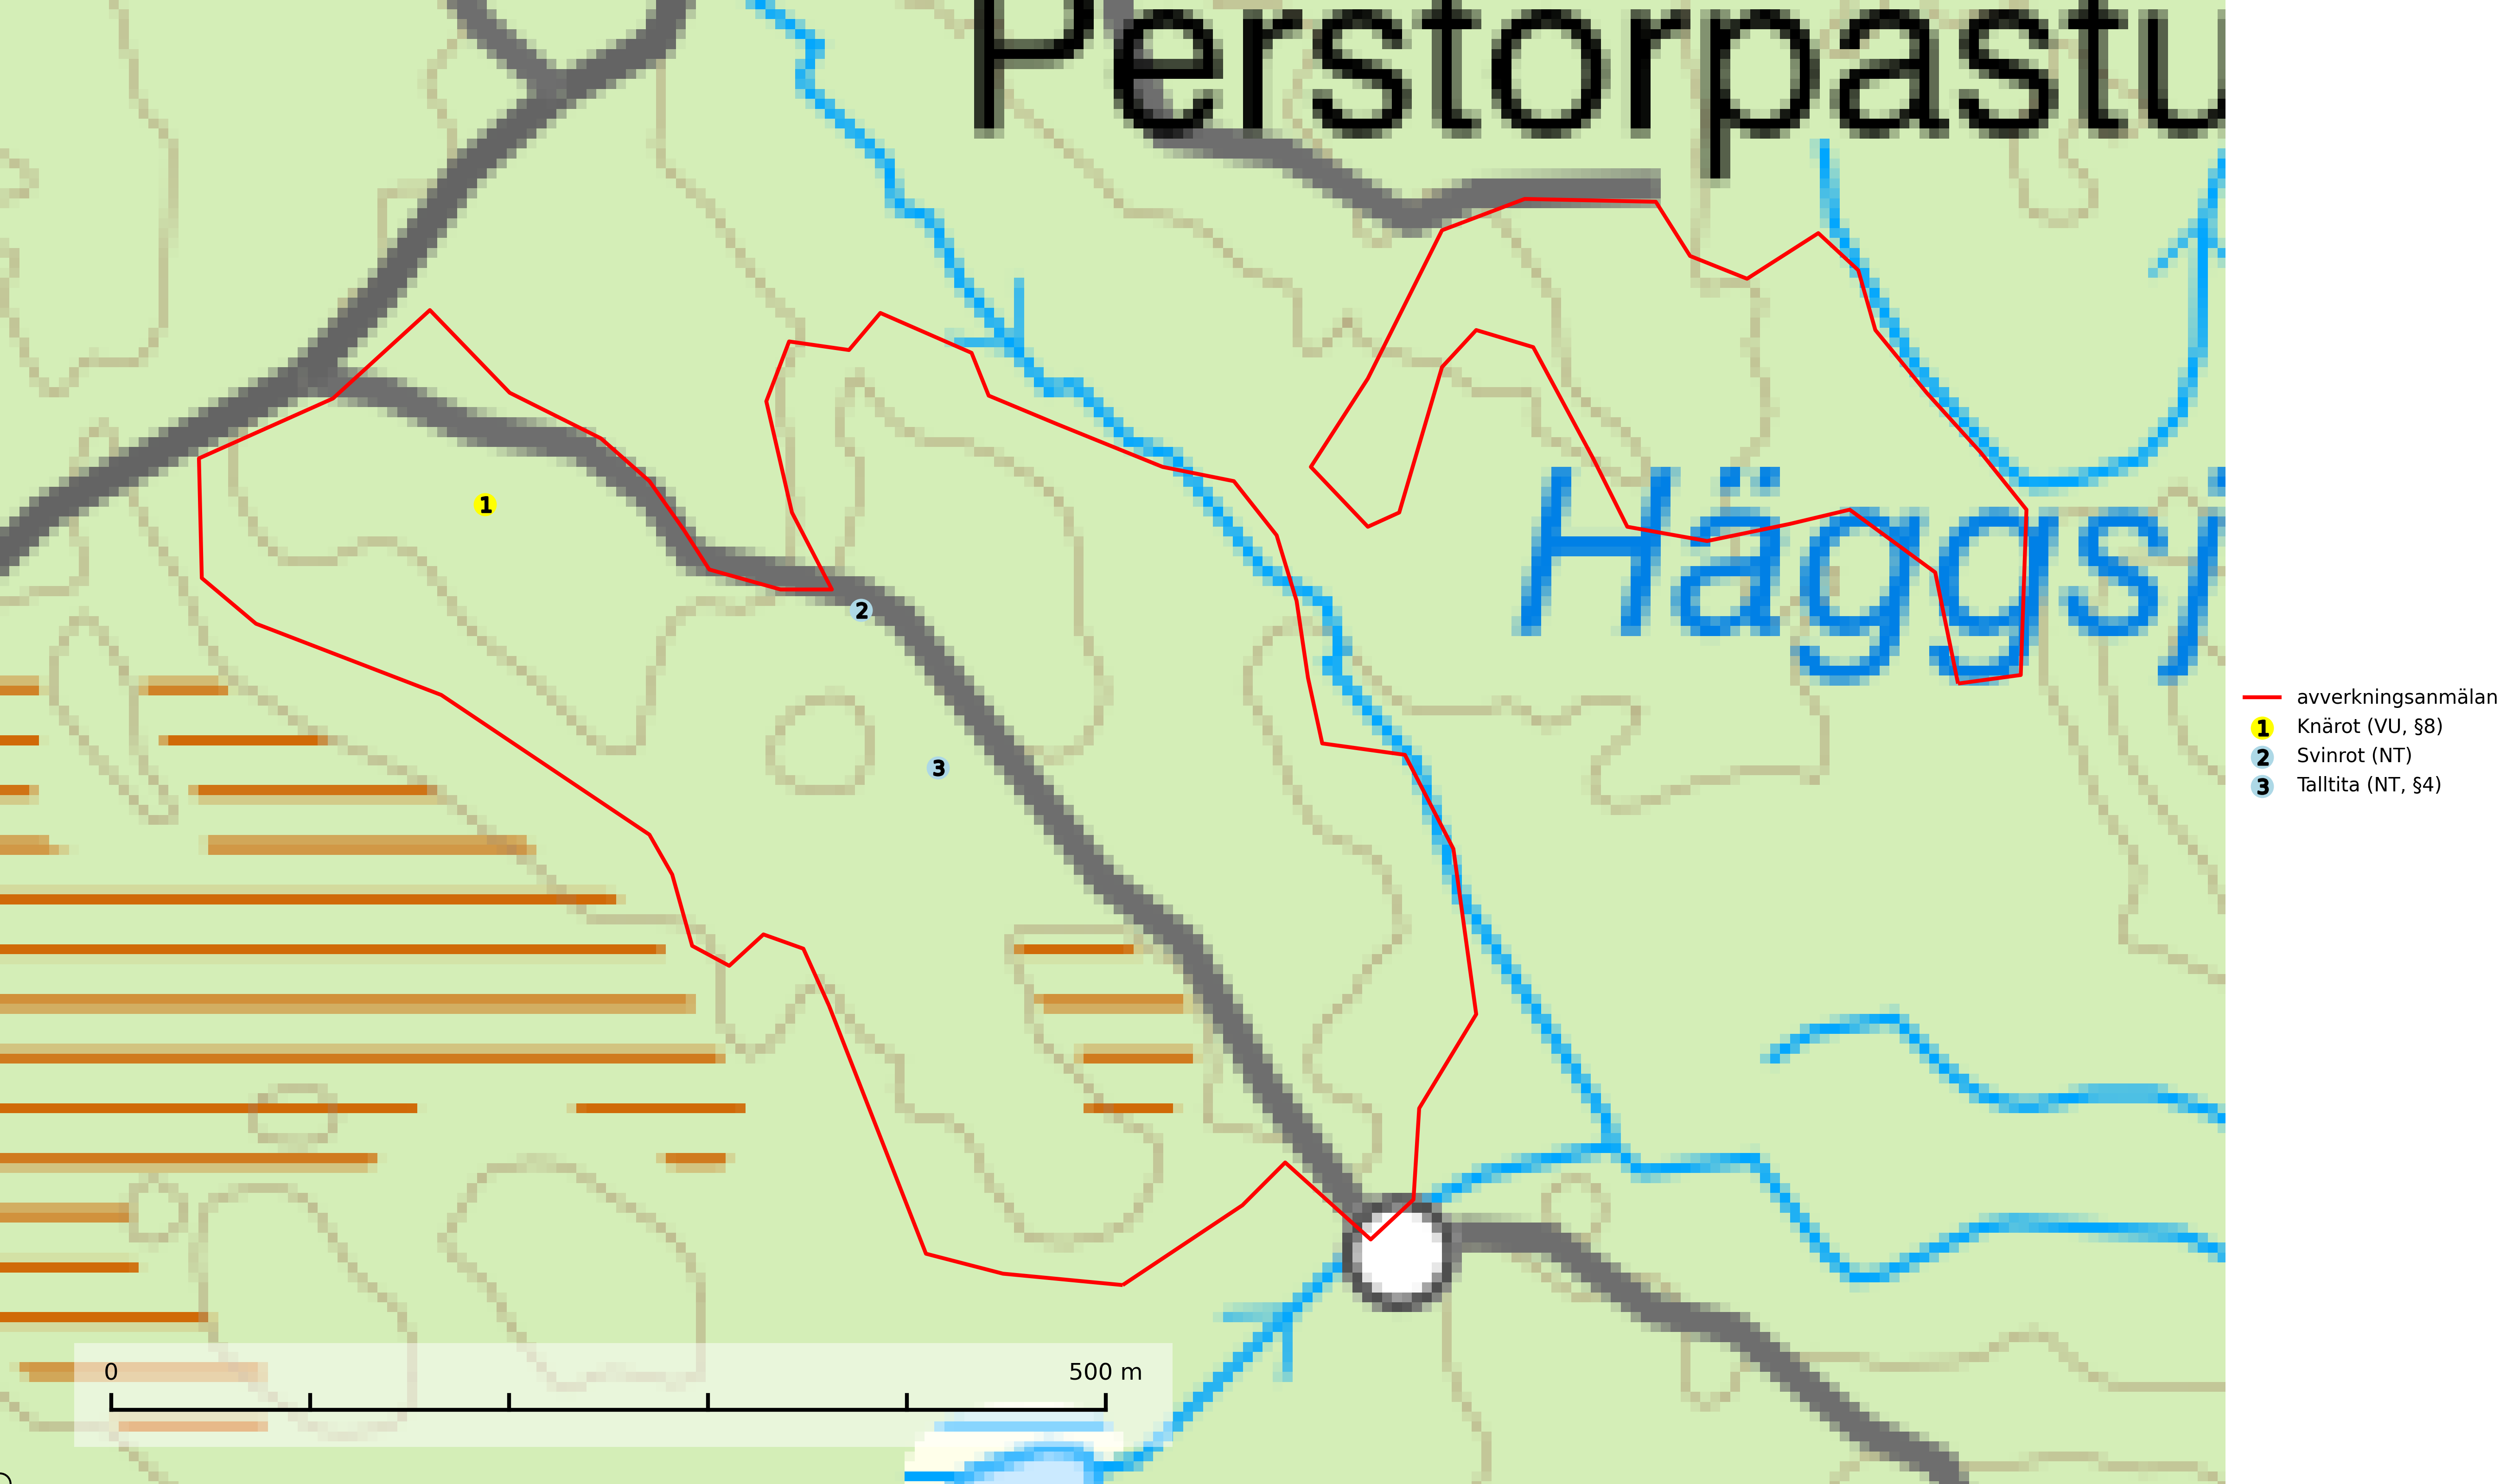 Perstorpastu
Häggsj
1
2
3
avverkningsanmälan
1 Knärot (VU, §8)
2 Svinrot (NT)
3 Talltita (NT, §4)
0 500 m